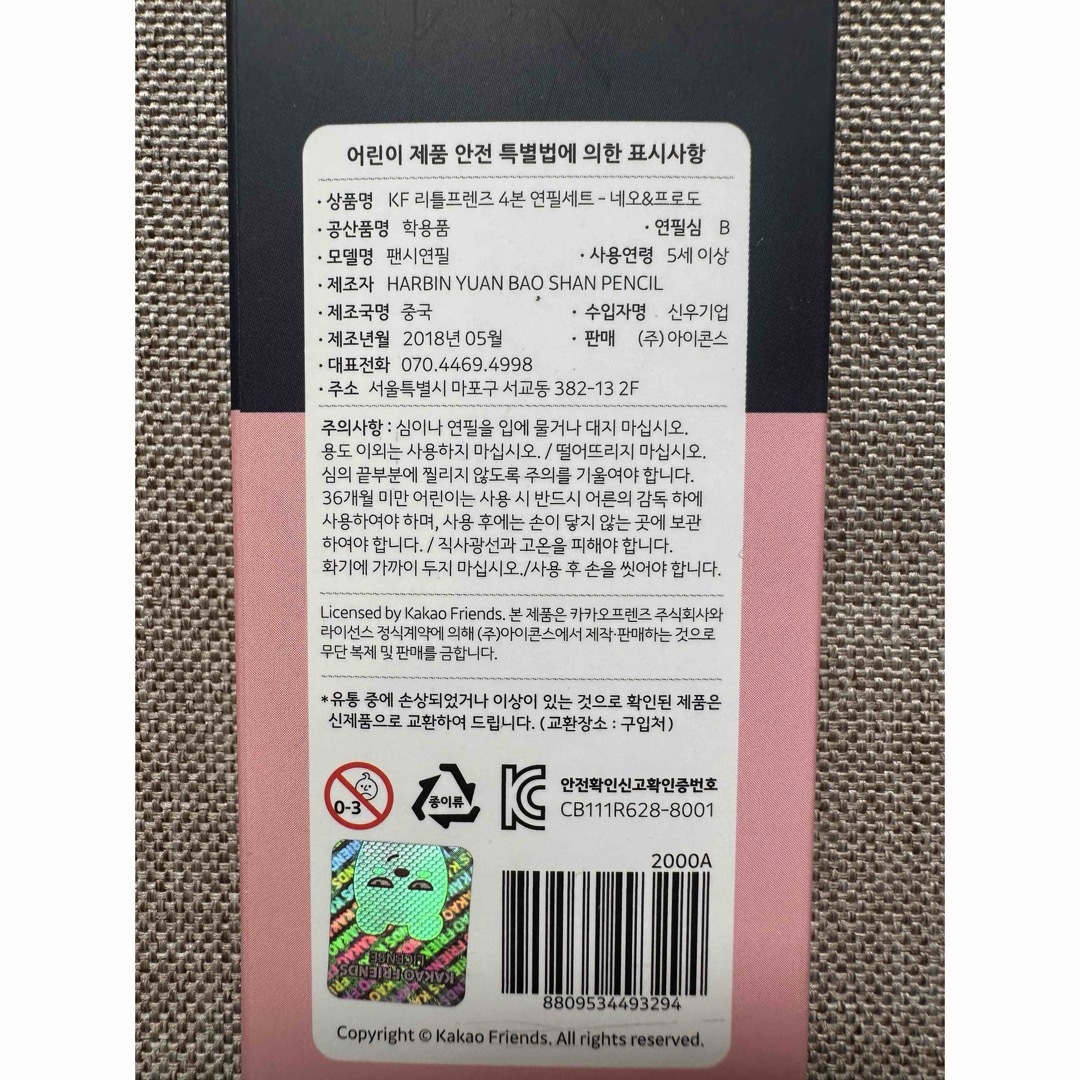 어린이 제품 안전 특별법에 의한 표시사항
· 상품명 KF 리틀프렌즈 4본 연필세트 - 네오&프로도
· 공산품명 학용품 · 연필심 B
· 모델명 팬시연필 · 사용연령 5세 이상
· 제조자 HARBIN YUAN BAO SHAN PENCIL
· 제조국명 중국 · 수입자명 신우기업
· 제조년월 2018년 05월 · 판매 (주)아이콘스
· 대표전화 070.4469.4998
· 주소 서울특별시 마포구 서교동 382-13 2F
주의사항 : 심이나 연필을 입에 물거나 대지 마십시오.
용도 이외는 사용하지 마십시오. / 떨어뜨리지 마십시오.
심의 끝부분에 찔리지 않도록 주의를 기울여야 합니다.
36개월 미만 어린이는 사용 시 반드시 어른의 감독 하에
사용하여야 하며, 사용 후에는 손이 닿지 않는 곳에 보관
하여야 합니다. / 직사광선과 고온을 피해야 합니다.
화기에 가까이 두지 마십시오./사용 후 손을 씻어야 합니다.
Licensed by Kakao Friends. 본 제품은 카카오프렌즈 주식회사와
라이선스 정식계약에 의해 (주)아이콘스에서 제작·판매하는 것으로
무단 복제 및 판매를 금합니다.
*유통 중에 손상되었거나 이상이 있는 것으로 확인된 제품은
신제품으로 교환하여 드립니다. (교환장소 : 구입처)
0-3
종이류
안전확인신고확인증번호
CB111R628-8001
2000A
KAKAO FRIENDS
LICENSE
8809534493294
Copyright © Kakao Friends. All rights reserved.